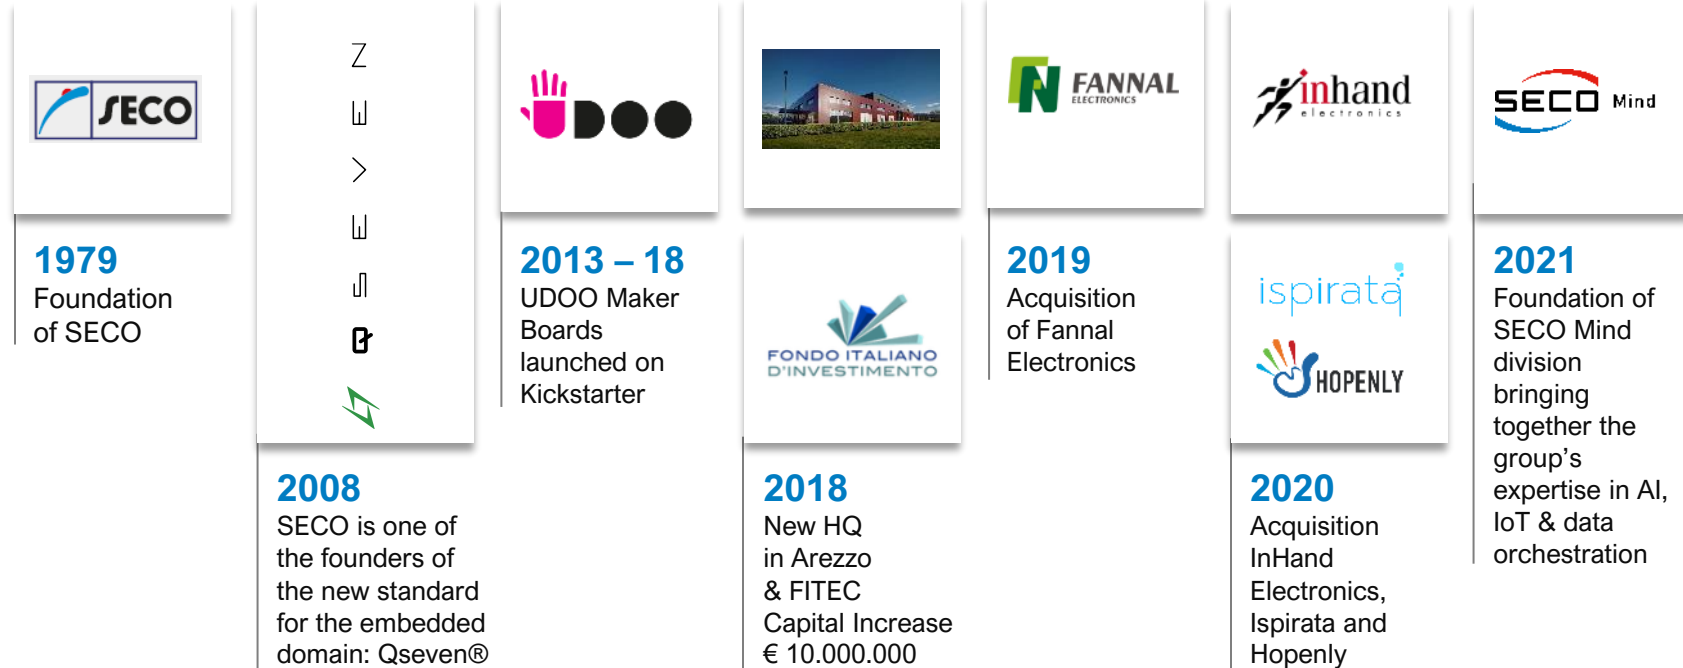 SECO
1979
Foundation
of SECO
2008
SECO is one of
the founders of
the new standard
for the embedded
domain: Qseven®
UDOO
2013 – 18
UDOO Maker
Boards
launched on
Kickstarter
FONDO ITALIANO
D'INVESTIMENTO
2018
New HQ
in Arezzo
& FITEC
Capital Increase
€ 10.000.000
FANNAL
ELECTRONICS
2019
Acquisition
of Fannal
Electronics
inhand
electronics
ispirata
HOPENLY
2020
Acquisition
InHand
Electronics,
Ispirata and
Hopenly
SECO Mind
2021
Foundation of
SECO Mind
division
bringing
together the
group's
expertise in AI,
IoT & data
orchestration